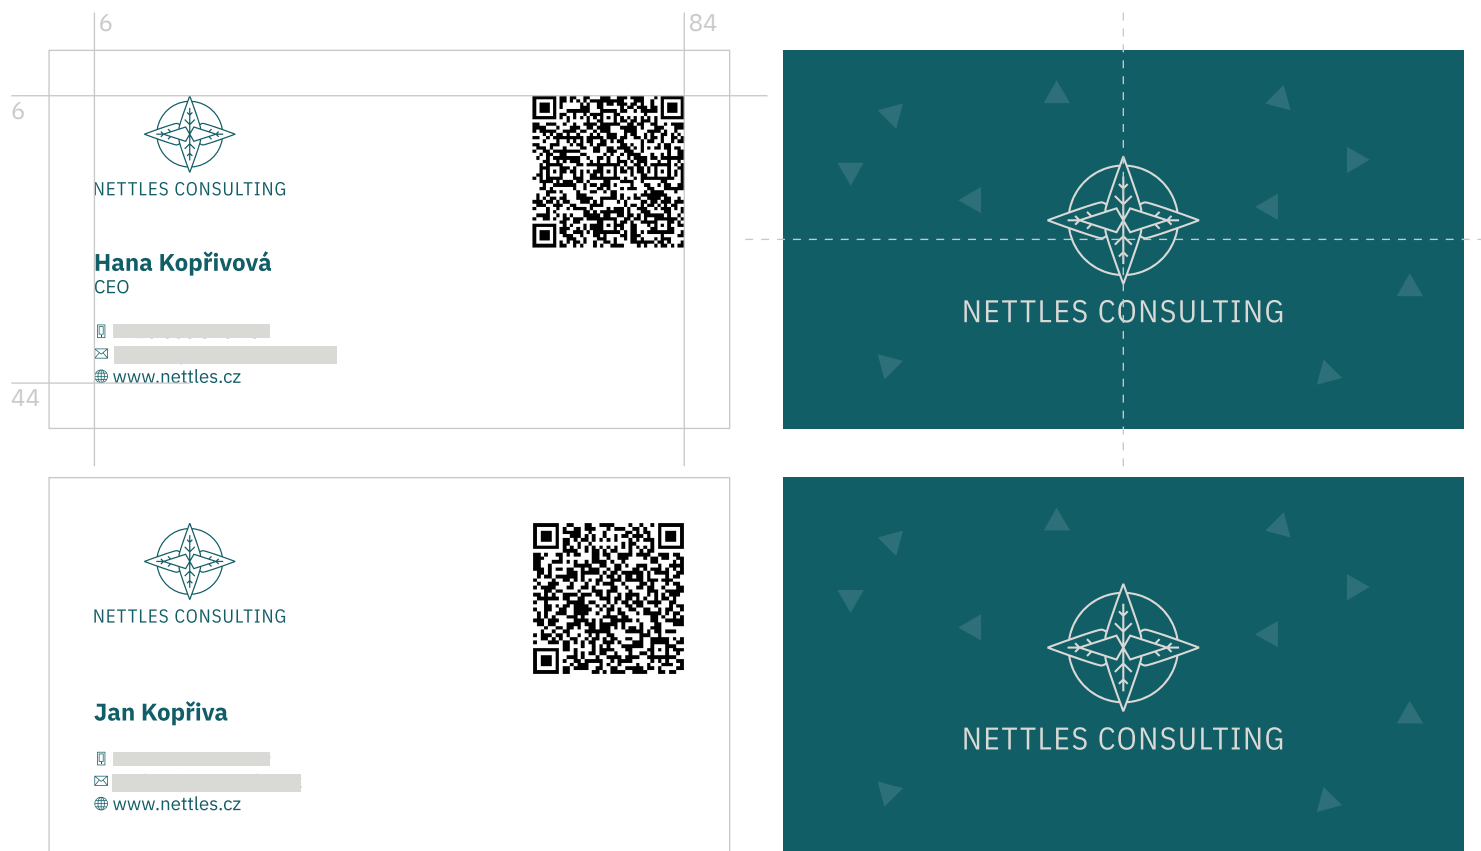 6
84
6
NETTLES CONSULTING
Hana Kopřivová
CEO
www.nettles.cz
44
NETTLES CONSULTING
NETTLES CONSULTING
Jan Kopřiva
www.nettles.cz
NETTLES CONSULTING